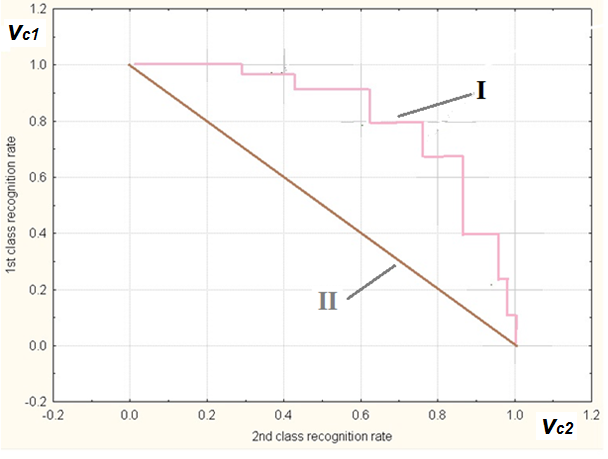 Vc1
1.2
1.0
0.8
0.6
0.4
0.2
0.0
-0.2
1st class recognition rate
I
II
-0.2 0.0 0.2 0.4 0.6 0.8 1.0 1.2
2nd class recognition rate
Vc2